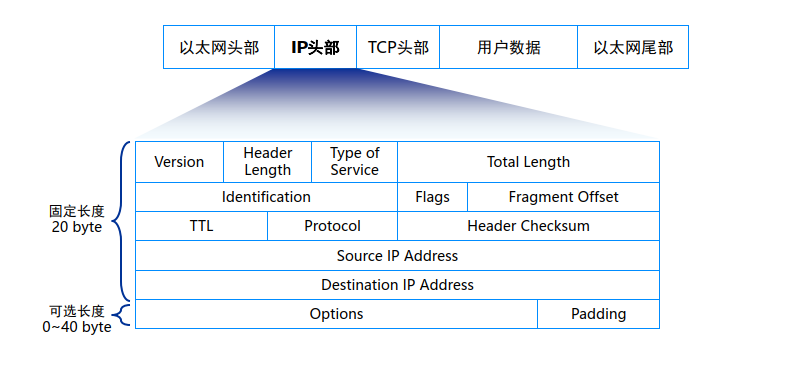 以太网头部 IP头部 TCP头部 用户数据 以太网尾部
Version Header Length Type of Service Total Length
Identification Flags Fragment Offset
固定长度
20 byte
TTL Protocol Header Checksum
Source IP Address
Destination IP Address
可选长度
0~40 byte
Options Padding